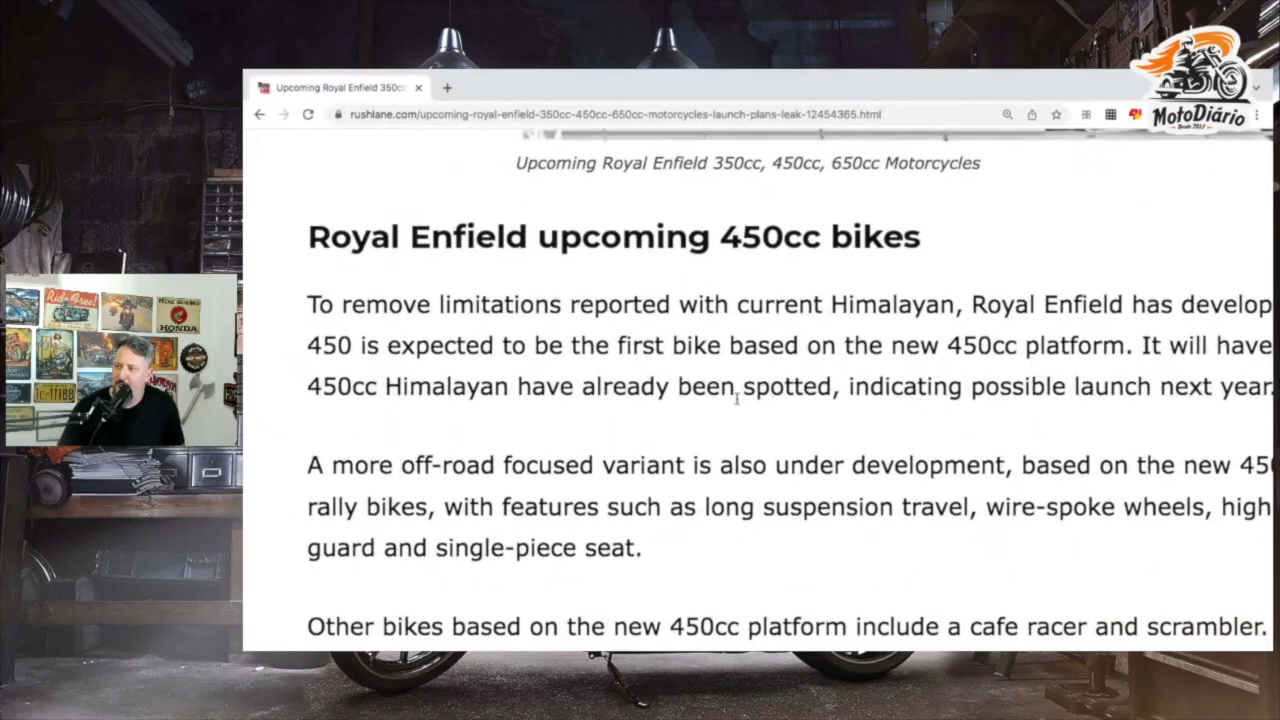 Upcoming Royal Enfield 350cc
rushlane.com/upcoming-royal-enfield-350cc-450cc-650cc-motorcycles-launch-plans-leak-12454365.html
MotoDiário
Desde 2017
Upcoming Royal Enfield 350cc, 450cc, 650cc Motorcycles
Royal Enfield upcoming 450cc bikes
To remove limitations reported with current Himalayan, Royal Enfield has develop
450 is expected to be the first bike based on the new 450cc platform. It will have
450cc Himalayan have already been spotted, indicating possible launch next year.
A more off-road focused variant is also under development, based on the new 45
rally bikes, with features such as long suspension travel, wire-spoke wheels, high
guard and single-piece seat.
Other bikes based on the new 450cc platform include a cafe racer and scrambler.
Ride Free!
HONDA